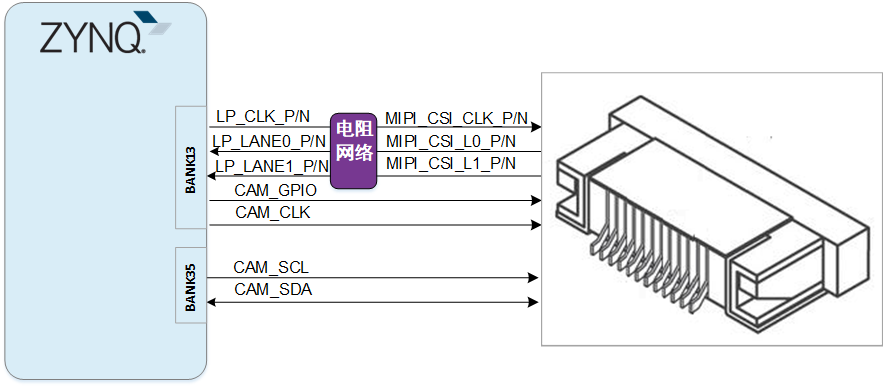 ZYNQ
BANK13
LP_CLK_P/N
LP_LANE0_P/N
LP_LANE1_P/N
电阻
网络
MIPI_CSI_CLK_P/N
MIPI_CSI_L0_P/N
MIPI_CSI_L1_P/N
CAM_GPIO
CAM_CLK
BANK35
CAM_SCL
CAM_SDA